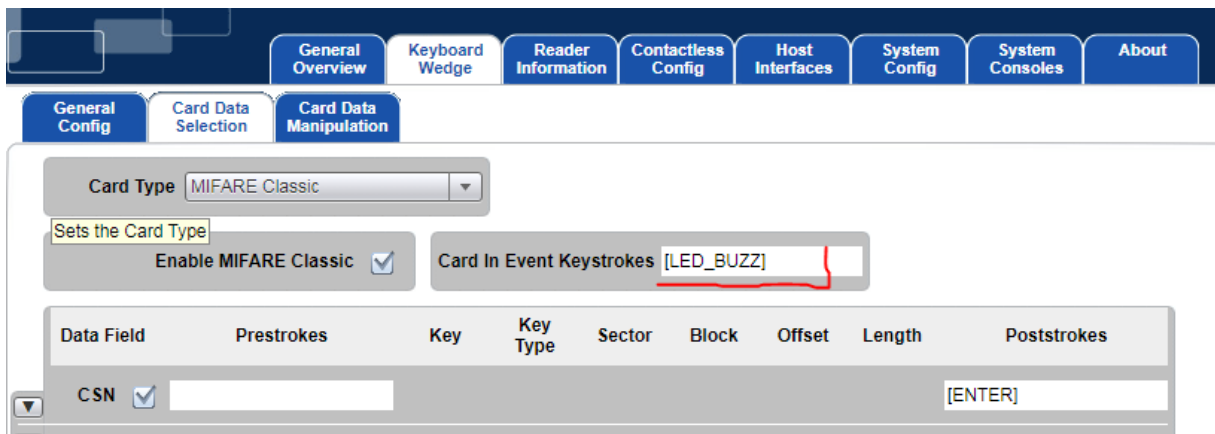 General Overview
Keyboard Wedge
Reader Information
Contactless Config
Host Interfaces
System Config
System Consoles
About
General Config
Card Data Selection
Card Data Manipulation
Card Type MIFARE Classic
Sets the Card Type
Enable MIFARE Classic
Card In Event Keystrokes [LED_BUZZ]
Data Field Prestrokes Key Key Type Sector Block Offset Length Poststrokes
CSN [ENTER]